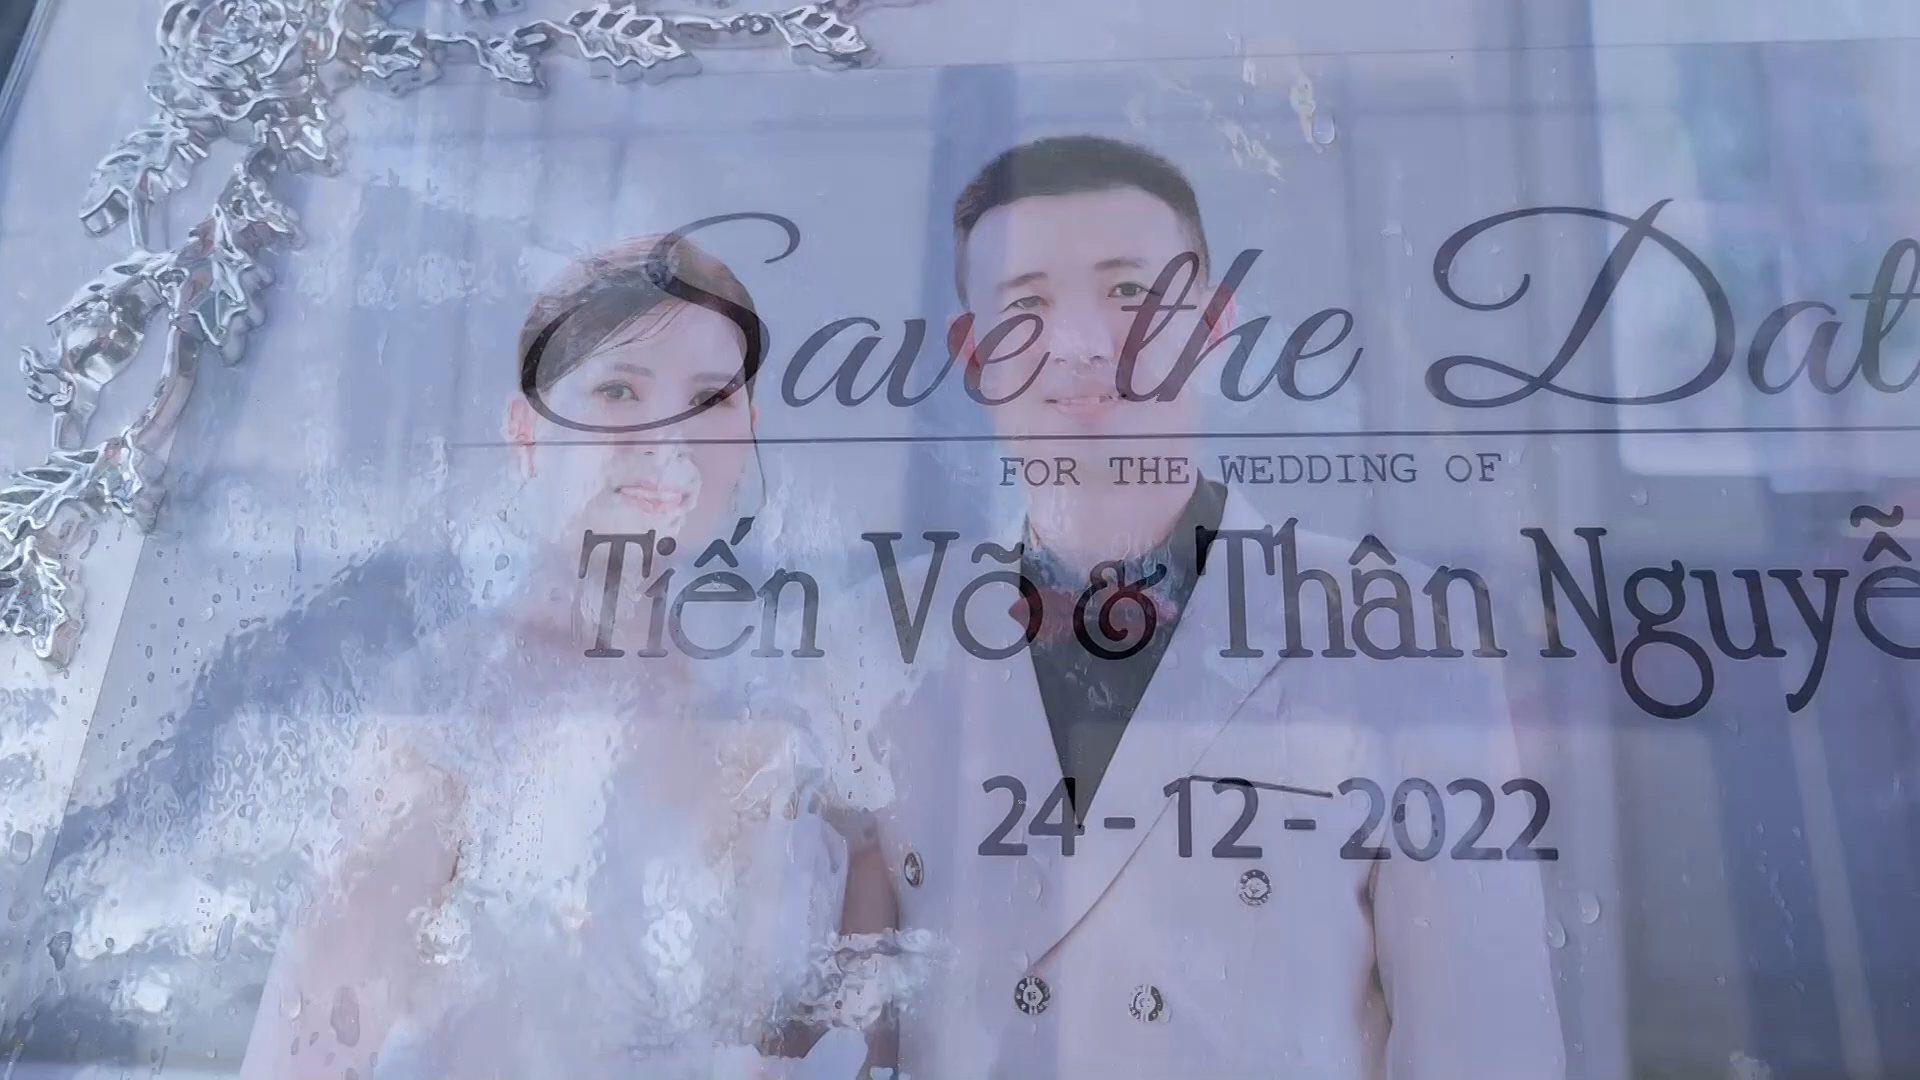 Save the Dat
FOR THE WEDDING OF
Tiến Võ & Thân Nguyễ
24-12-2022